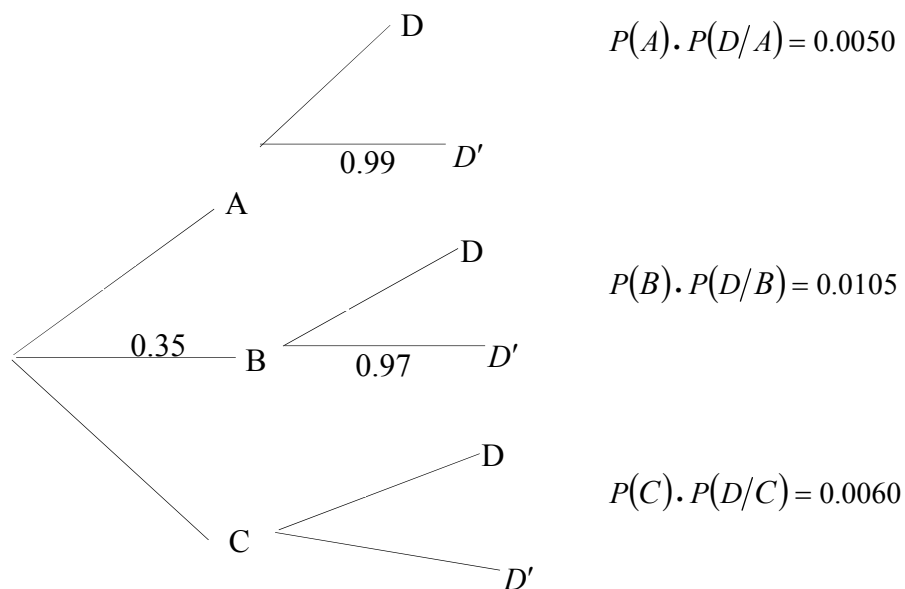 D
P(A). P(D/A) = 0.0050
0.99
D′
A
D
P(B). P(D/B) = 0.0105
0.35
B
0.97
D′
D
P(C). P(D/C) = 0.0060
C
D′